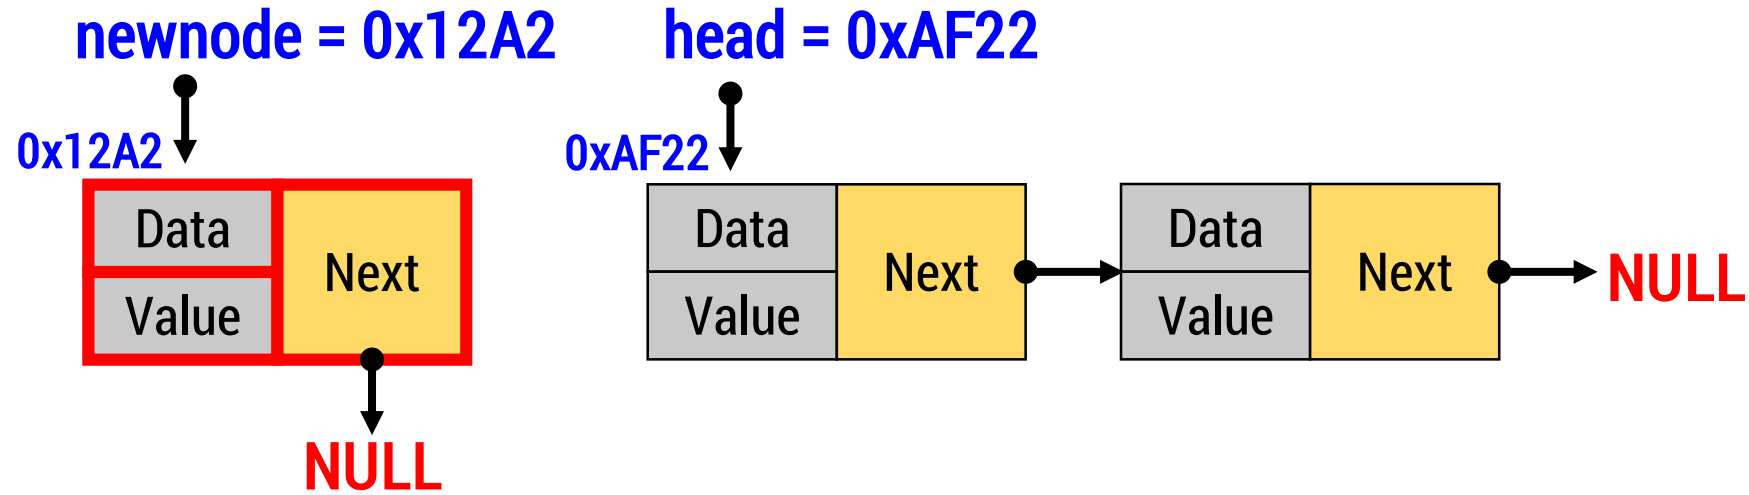 newnode = 0x12A2
head = 0xAF22
0x12A2
0xAF22
Data
Value
Next
Data
Value
Next
Data
Value
Next
NULL
NULL